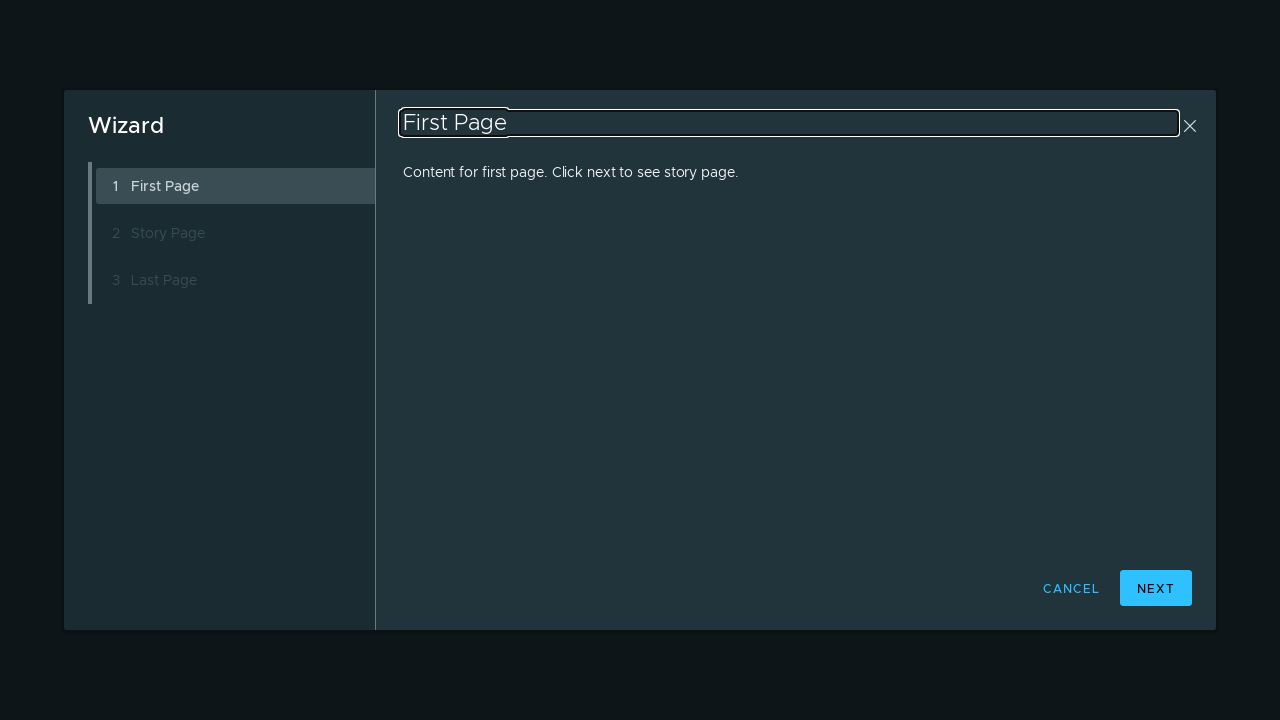 Wizard
1 First Page
2 Story Page
3 Last Page
First Page
Content for first page. Click next to see story page.
CANCEL
NEXT